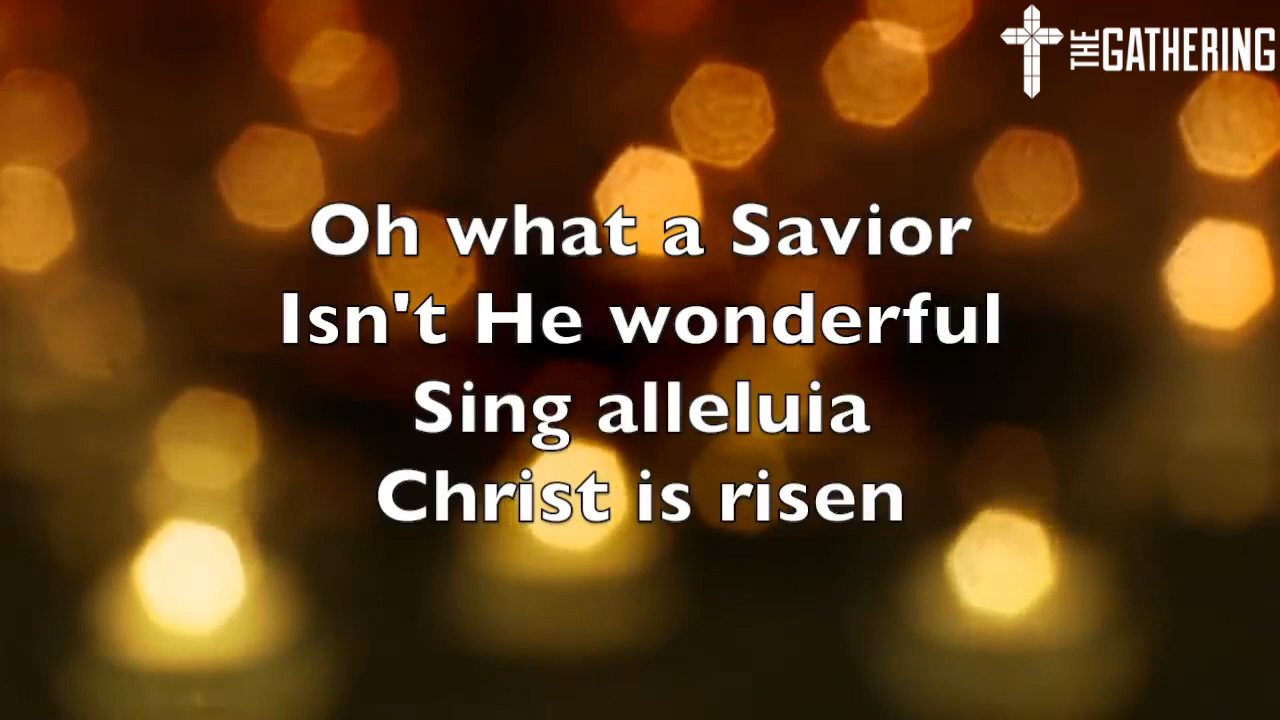 THE GATHERING
Oh what a Savior
Isn't He wonderful
Sing alleluia
Christ is risen